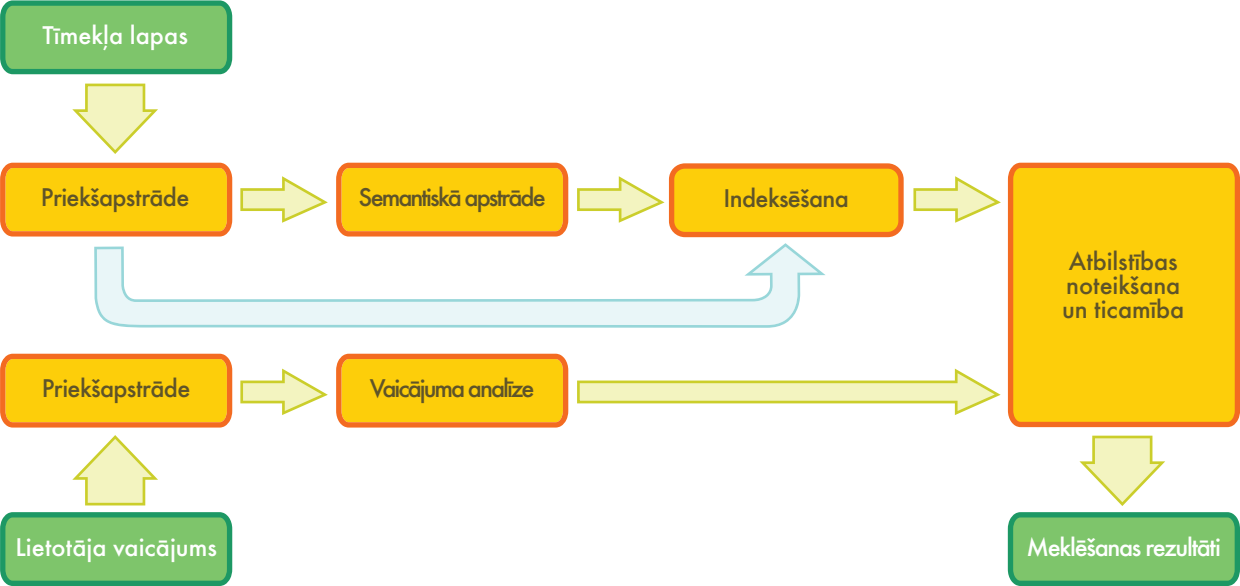 Tīmekļa lapas
Priekšapstrāde
Semantiskā apstrāde
Indeksēšana
Atbilstības
noteikšana
un ticamība
Priekšapstrāde
Vaicājuma analīze
Lietotāja vaicājums
Meklēšanas rezultāti